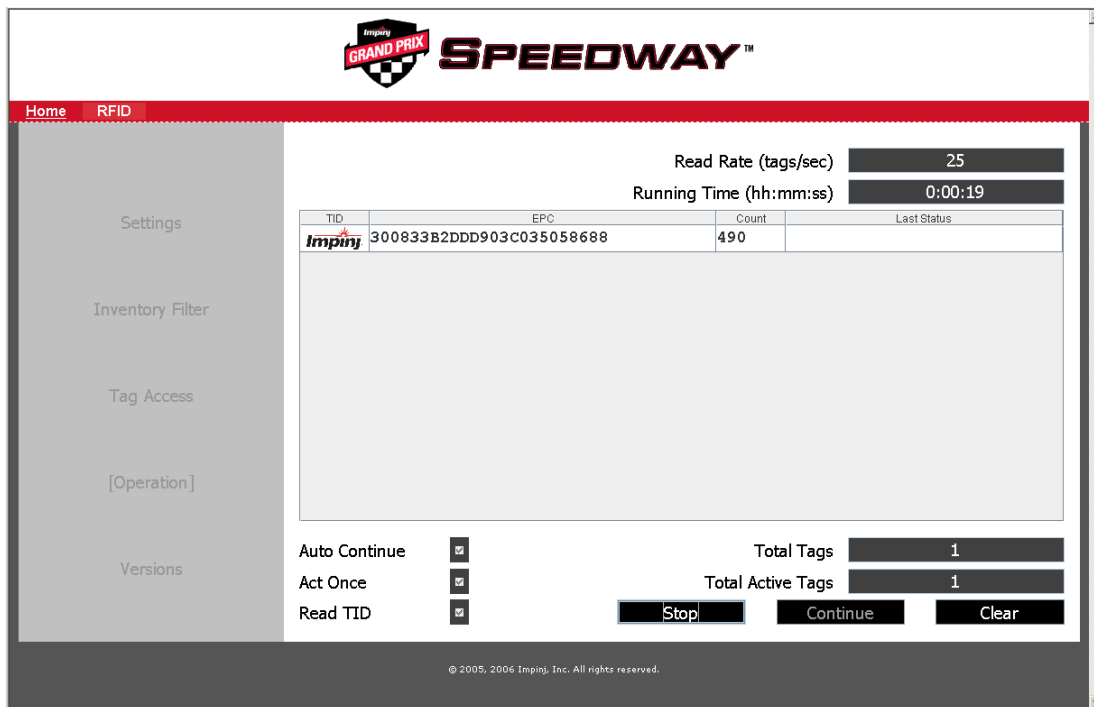 Impinj
GRAND PRIX
SPEEDWAY™
Home RFID
Read Rate (tags/sec) 25
Running Time (hh:mm:ss) 0:00:19
Settings
Inventory Filter
Tag Access
[Operation]
Versions
TID EPC Count Last Status
Impinj 300833B2DDD903C035058688 490
Auto Continue
Act Once
Read TID
Total Tags 1
Total Active Tags 1
Stop Continue Clear
© 2005, 2006 Impinj, Inc. All rights reserved.